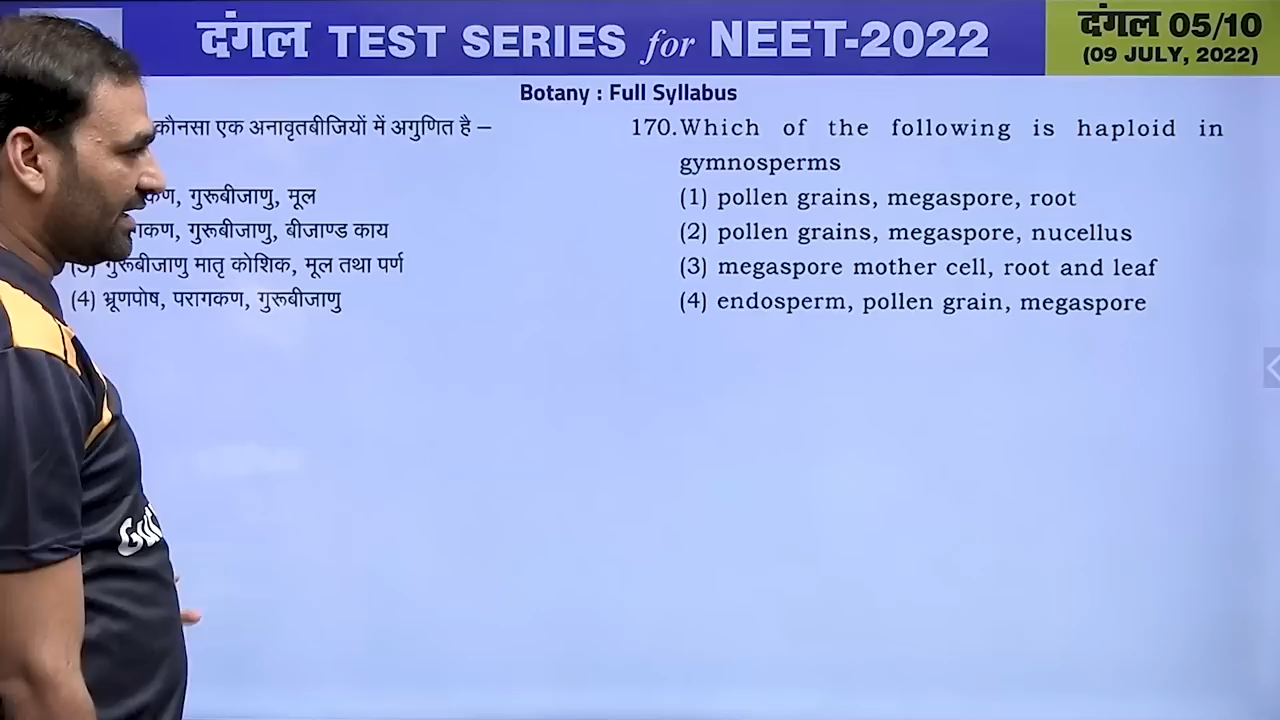 दंगल TEST SERIES for NEET-2022
दंगल 05/10
(09 JULY, 2022)
Botany : Full Syllabus
कौनसा एक अनावृतबीजियों में अगुणित है –
गुरूबीजाणु, मूल
गुरूबीजाणु, बीजाण्ड काय
(3) गुरूबीजाणु मातृ कोशिक, मूल तथा पर्ण
(4) भ्रूणपोष, परागकण, गुरूबीजाणु
170. Which of the following is haploid in
gymnosperms
(1) pollen grains, megaspore, root
(2) pollen grains, megaspore, nucellus
(3) megaspore mother cell, root and leaf
(4) endosperm, pollen grain, megaspore